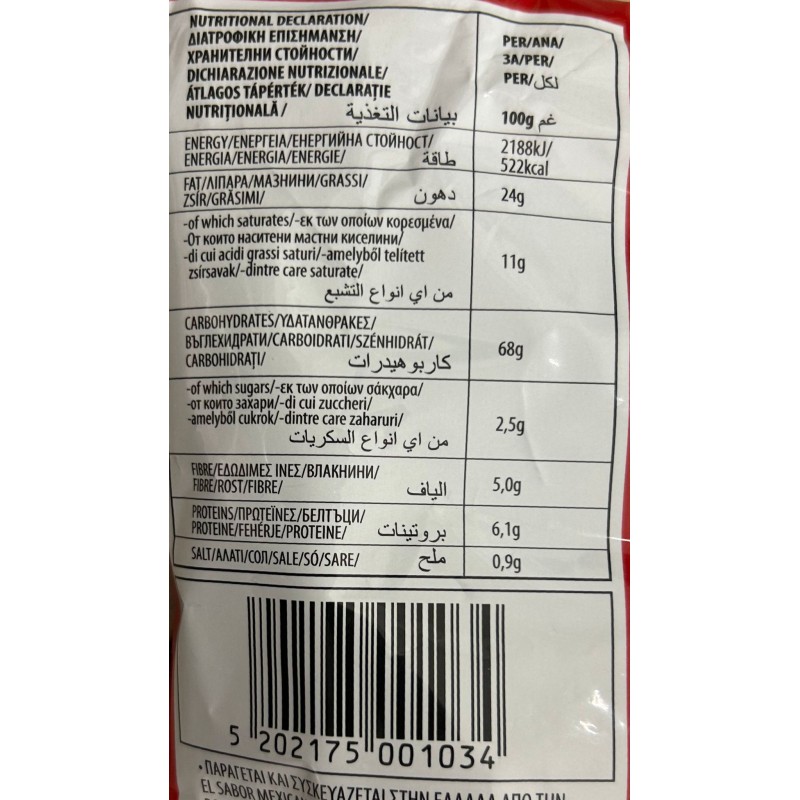 NUTRITIONAL DECLARATION/
ΔΙΑΤΡΟΦΙΚΗ ΕΠΙΣΗΜΑΝΣΗ/
ХРАНИТЕЛНИ СТОЙНОСТИ/
DICHIARAZIONE NUTRIZIONALE/
ÁTLAGOS TÁPÉRTÉK/ DECLARAȚIE
NUTRIȚIONALĂ/ بيانات التغذية
PER/ANA/
ЗА/PER/
PER/لكل
100g غم
ENERGY/ΕΝΕΡΓΕΙΑ/ЕНЕРГИЙНА СТОЙНОСТ/
ENERGIA/ENERGIA/ENERGIE/ طاقة
2188kJ/
522kcal
FAT/ΛΙΠΑΡΑ/МАЗНИНИ/GRASSI/
ZSÍR/GRĂSIMI/ دهون
24g
-of which saturates/-εκ των οποίων κορεσμένα/
-От които наситени мастни киселини/
-di cui acidi grassi saturi/-amelyből telített
zsírsavak/-dintre care saturate/
من اي انواع التشبع
11g
CARBOHYDRATES/ΥΔΑΤΑΝΘΡΑΚΕΣ/
ВЪГЛЕХИДРАТИ/CARBOIDRATI/SZÉNHIDRÁT/
CARBOHIDRAȚI/ كاربوهيدرات
68g
-of which sugars/-εκ των οποίων σάκχαρα/
-от които захари/-di cui zuccheri/
-amelyből cukrok/-dintre care zaharuri/
من اي انواع السكريات
2,5g
FIBRE/ΕΔΩΔΙΜΕΣ ΙΝΕΣ/ВЛАКНИНИ/
FIBRE/ROST/FIBRE/ الياف
5,0g
PROTEINS/ΠΡΩΤΕΪΝΕΣ/БЕЛТЪЦИ/
PROTEINE/FEHÉRJE/PROTEINE/ بروتينات
6,1g
SALT/ΑΛΑΤΙ/СОЛ/SALE/SÓ/SARE/ ملح
0,9g
5 202175 001034
• ΠΑΡΑΓΕΤΑΙ ΚΑΙ ΣΥΣΚΕΥΑΖΕΤΑΙ ΣΤΗΝ ΕΛΛΑΔΑ ΑΠΟ ΤΗΝ
EL SABOR